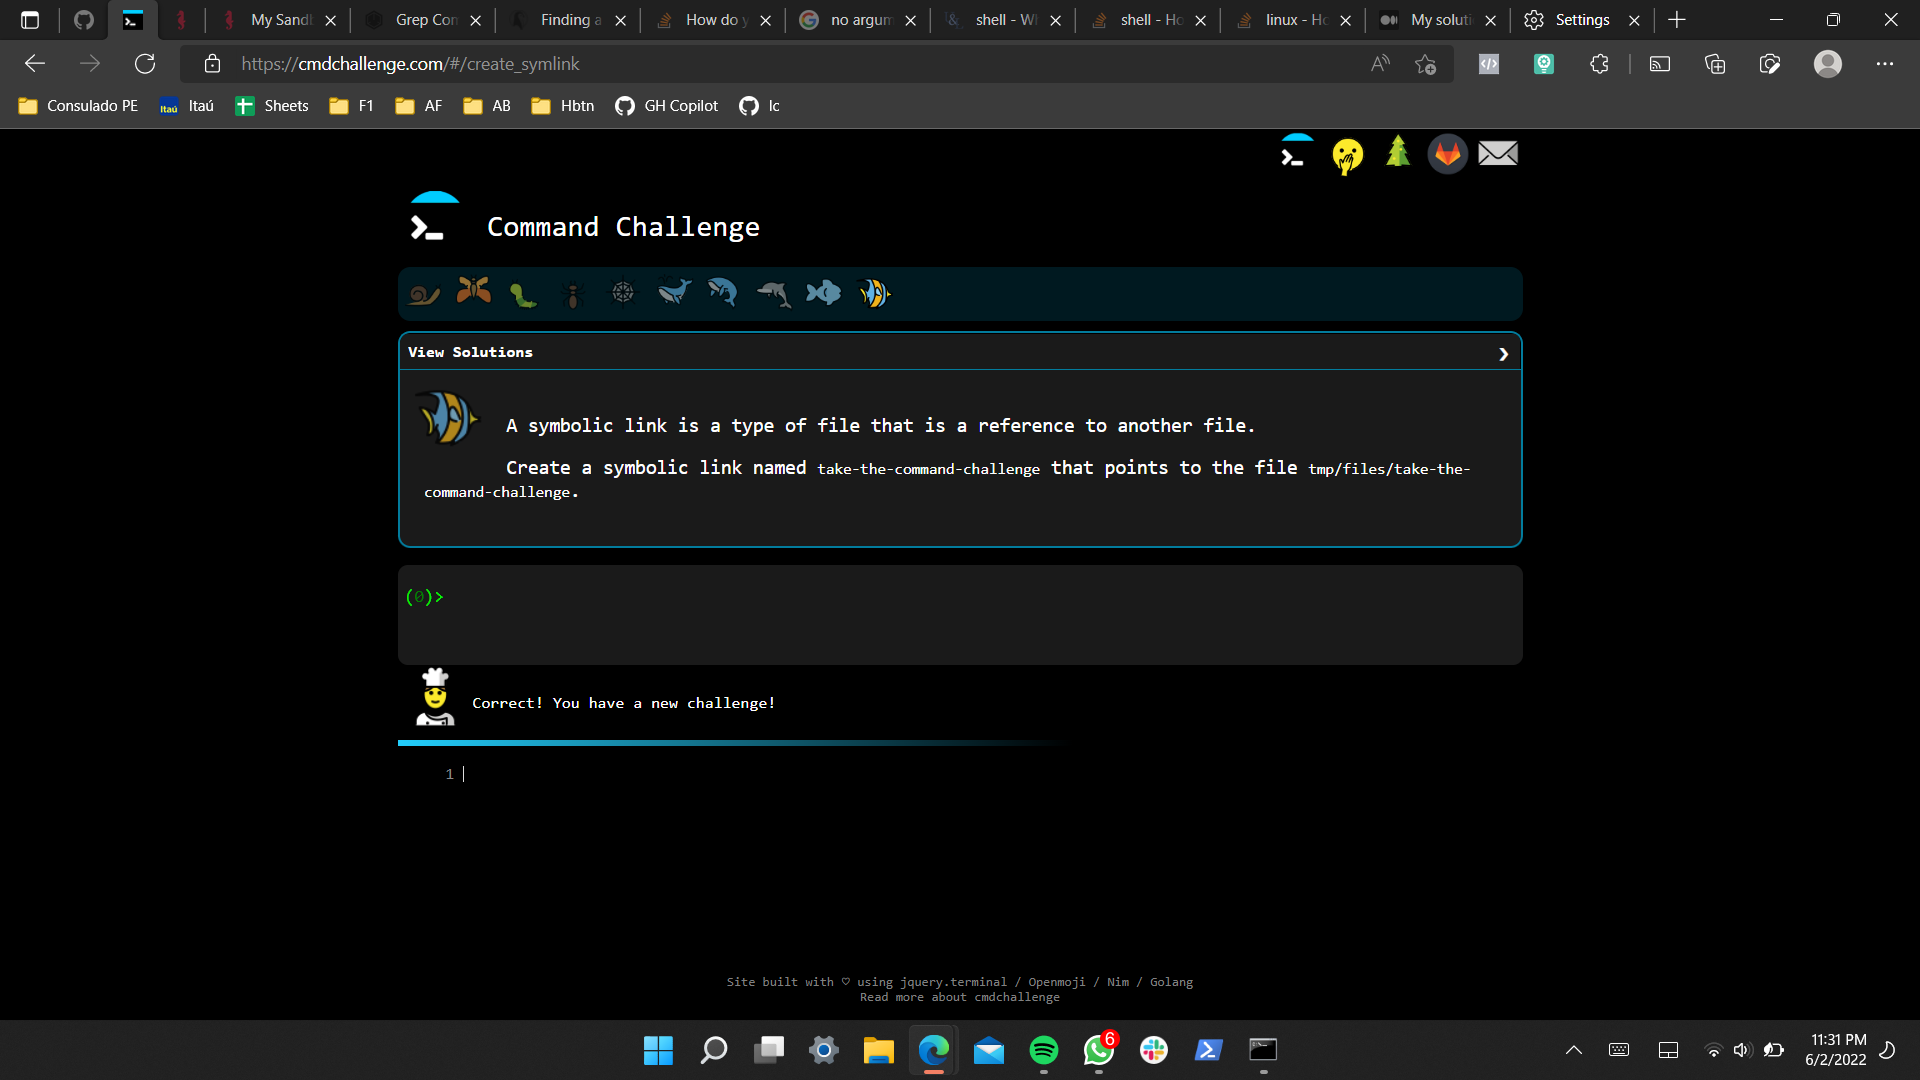 My Sand
Grep Con
Finding a
How do y
no argum
shell - W
shell - Ho
linux - Ho
My soluti
Settings
https://cmdchallenge.com/#/create_symlink
Consulado PE
Itaú
Itaú
Sheets
F1
AF
AB
Hbtn
GH Copilot
Ic
Command Challenge
View Solutions
A symbolic link is a type of file that is a reference to another file.
Create a symbolic link named take-the-command-challenge that points to the file tmp/files/take-the-
command-challenge.
(0)>
Correct! You have a new challenge!
1
Site built with ♡ using jquery.terminal / Openmoji / Nim / Golang
Read more about cmdchallenge
6
11:31 PM
6/2/2022